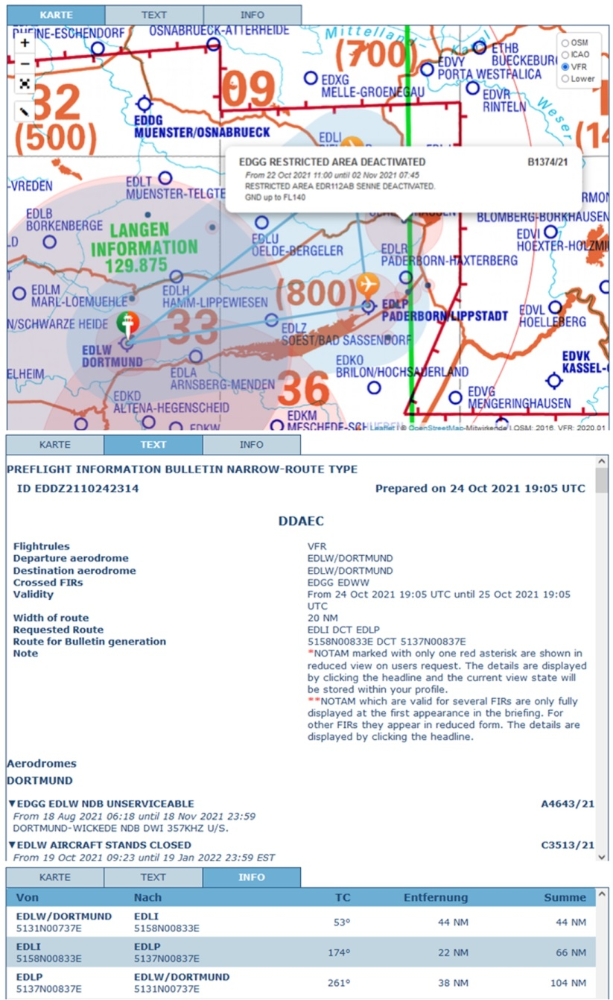 KARTE TEXT INFO
RHEINE-ESCHENDORF
OSNABRUECK-ATTERHEIDE
Mittelland-
Kanal
(700)
ETHB
BUECKEBURG
EDVY
PORTA WESTFALICA
OSM
ICAO
VFR
Lower
+
−
32
(500)
09
EDXG
MELLE-GROENEGAU
EDVR
RINTELN
Weser
EDDG
MUENSTER/OSNABRUECK
EDLI
(14
EDGG RESTRICTED AREA DEACTIVATED B1374/21
From 22 Oct 2021 11:00 until 02 Nov 2021 07:45
RESTRICTED AREA EDR112AB SENNE DEACTIVATED.
GND up to FL140
-VREDEN
EDLT
MUENSTER-TELGTE
EDLB
BORKENBERGE
LANGEN
INFORMATION
129.875
EDLU
OELDE-BERGELER
BLOMBERG-BORKHAUSEN
EDVI
HOEXTER-HOLZMI
EDLR
PADERBORN-HAXTERBERG
EDLM
MARL-LOEMUEHLE
EDLH
HAMM-LIPPEWIESEN
(800)
EDLP
PADERBORN/LIPPSTADT
EDVL
HOELLEBERG
N/SCHWARZE HEIDE
33
EDLZ
SOEST/BAD SASSENDORF
EDLW
DORTMUND
EDLA
ARNSBERG-MENDEN
EDKO
BRILON/HOCHSAUERLAND
EDVK
KASSEL-
ELHEIM
36
EDKD
ALTENA-HEGENSCHEID
EDVG
MENGERINGHAUSEN
EDKM
MESCHEDE-SCHUEREN
EDKW
Leaflet | © OpenStreetMap-Mitwirkende | OSM: 2016, VFR: 2020.01
KARTE TEXT INFO
PREFLIGHT INFORMATION BULLETIN NARROW-ROUTE TYPE
ID EDDZ2110242314 Prepared on 24 Oct 2021 19:05 UTC
DDAEC
Flightrules VFR
Departure aerodrome EDLW/DORTMUND
Destination aerodrome EDLW/DORTMUND
Crossed FIRs EDGG EDWW
Validity From 24 Oct 2021 19:05 UTC until 25 Oct 2021 19:05
UTC
Width of route 20 NM
Requested Route EDLI DCT EDLP
Route for Bulletin generation 5158N00833E DCT 5137N00837E
Note *NOTAM marked with only one red asterisk are shown in
reduced view on users request. The details are displayed
by clicking the headline and the current view state will
be stored within your profile.
**NOTAM which are valid for several FIRs are only fully
displayed at the first appearance in the briefing. For
other FIRs they appear in reduced form. The details are
displayed by clicking the headline.
Aerodromes
DORTMUND
▼EDGG EDLW NDB UNSERVICEABLE A4643/21
From 18 Aug 2021 06:18 until 18 Nov 2021 23:59
DORTMUND-WICKEDE NDB DWI 357KHZ U/S.
▼EDLW AIRCRAFT STANDS CLOSED C3513/21
From 19 Oct 2021 09:23 until 19 Jan 2022 23:59 EST
KARTE TEXT INFO
Von Nach TC Entfernung Summe
EDLW/DORTMUND EDLI
5131N00737E 5158N00833E 53° 44 NM 44 NM
EDLI EDLP
5158N00833E 5137N00837E 174° 22 NM 66 NM
EDLP EDLW/DORTMUND
5137N00837E 5131N00737E 261° 38 NM 104 NM